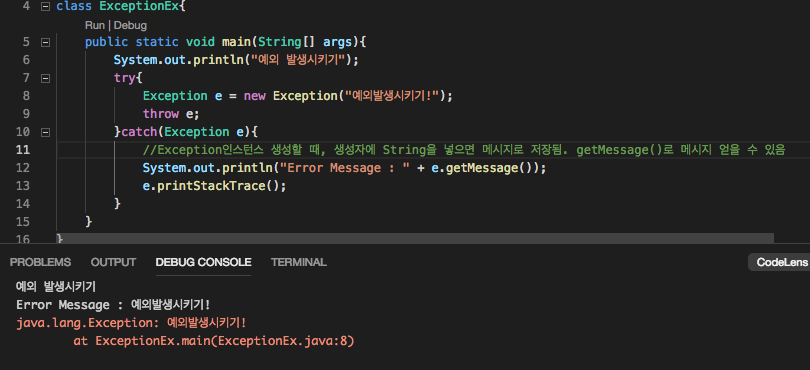 4 class ExceptionEx{
Run | Debug
5 public static void main(String[] args){
6 System.out.println("예외 발생시키기");
7 try{
8 Exception e = new Exception("예외발생시키기!");
9 throw e;
10 }catch(Exception e){
11 //Exception인스턴스 생성할 때, 생성자에 String을 넣으면 메시지로 저장됨. getMessage()로 메시지 얻을 수 있음
12 System.out.println("Error Message : " + e.getMessage());
13 e.printStackTrace();
14 }
15 }
16 }
PROBLEMS OUTPUT DEBUG CONSOLE TERMINAL CodeLens
예외 발생시키기
Error Message : 예외발생시키기!
java.lang.Exception: 예외발생시키기!
at ExceptionEx.main(ExceptionEx.java:8)